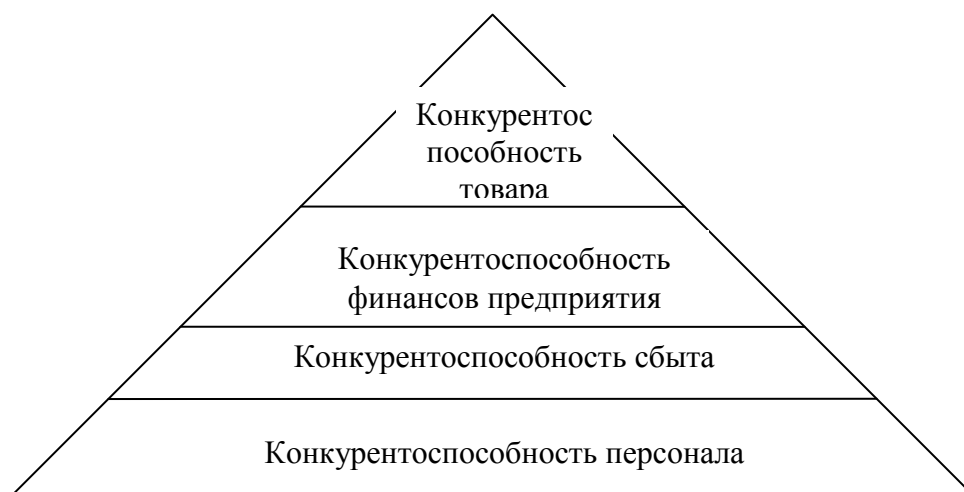 Конкурентос
пособность
товара
Конкурентоспособность
финансов предприятия
Конкурентоспособность сбыта
Конкурентоспособность персонала